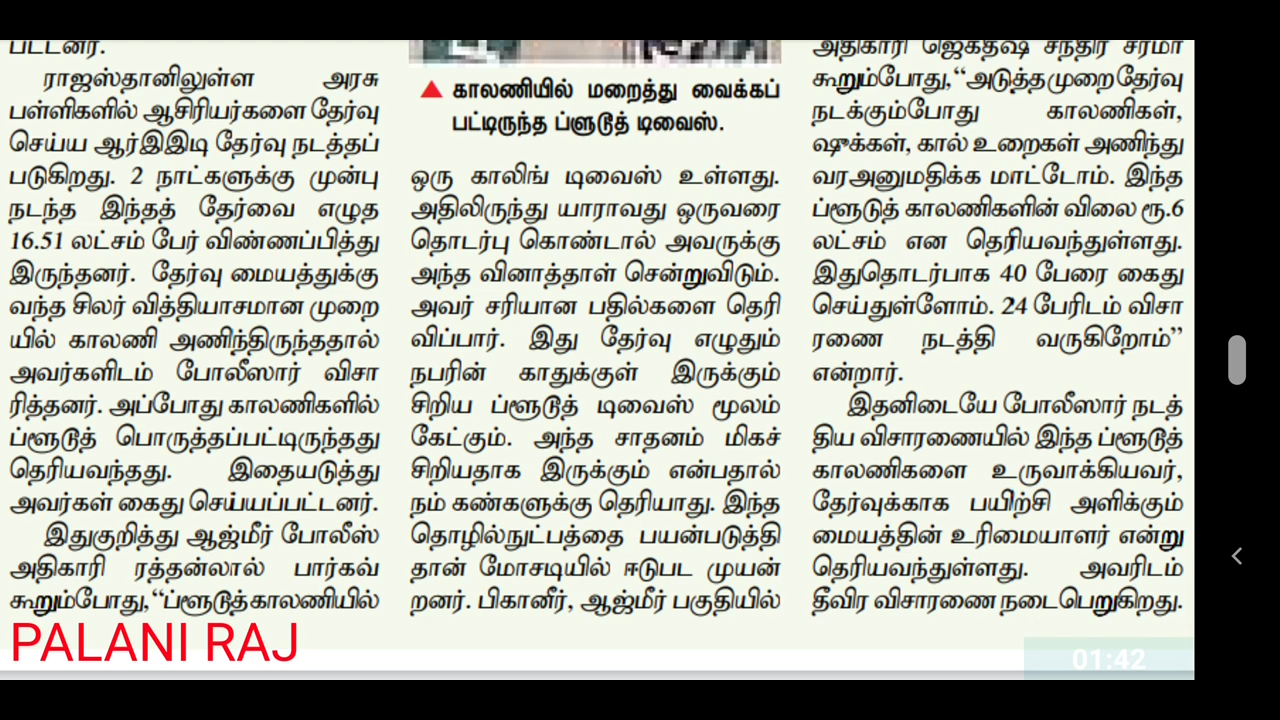 பட்டனர்.
ராஜஸ்தானிலுள்ள அரசு
பள்ளிகளில் ஆசிரியர்களை தேர்வு
செய்ய ஆர்இஇடி தேர்வு நடத்தப்
படுகிறது. 2 நாட்களுக்கு முன்பு
நடந்த இந்தத் தேர்வை எழுத
16.51 லட்சம் பேர் விண்ணப்பித்து
இருந்தனர். தேர்வு மையத்துக்கு
வந்த சிலர் வித்தியாசமான முறை
யில் காலணி அணிந்திருந்ததால்
அவர்களிடம் போலீஸார் விசா
ரித்தனர். அப்போது காலணிகளில்
ப்ளூடூத் பொருத்தப்பட்டிருந்தது
தெரியவந்தது. இதையடுத்து
அவர்கள் கைது செய்யப்பட்டனர்.
இதுகுறித்து ஆஜ்மீர் போலீஸ்
அதிகாரி ரத்தன்லால் பார்கவ்
கூறும்போது, “ப்ளூடூத் காலணியில்
▲ காலணியில் மறைத்து வைக்கப்
பட்டிருந்த ப்ளுடூத் டிவைஸ்.
ஒரு காலிங் டிவைஸ் உள்ளது.
அதிலிருந்து யாராவது ஒருவரை
தொடர்பு கொண்டால் அவருக்கு
அந்த வினாத்தாள் சென்றுவிடும்.
அவர் சரியான பதில்களை தெரி
விப்பார். இது தேர்வு எழுதும்
நபரின் காதுக்குள் இருக்கும்
சிறிய ப்ளூடூத் டிவைஸ் மூலம்
கேட்கும். அந்த சாதனம் மிகச்
சிறியதாக இருக்கும் என்பதால்
நம் கண்களுக்கு தெரியாது. இந்த
தொழில்நுட்பத்தை பயன்படுத்தி
தான் மோசடியில் ஈடுபட முயன்
றனர். பிகானீர், ஆஜ்மீர் பகுதியில்
அதிகாரி ஜெகதீஷ் சந்திர சர்மா
கூறும்போது, “அடுத்த முறை தேர்வு
நடக்கும்போது காலணிகள்,
ஷுக்கள், கால் உறைகள் அணிந்து
வரஅனுமதிக்க மாட்டோம். இந்த
ப்ளூடுத் காலணிகளின் விலை ரூ.6
லட்சம் என தெரியவந்துள்ளது.
இதுதொடர்பாக 40 பேரை கைது
செய்துள்ளோம். 24 பேரிடம் விசா
ரணை நடத்தி வருகிறோம்”
என்றார்.
இதனிடையே போலீஸார் நடத்
திய விசாரணையில் இந்த ப்ளூடூத்
காலணிகளை உருவாக்கியவர்,
தேர்வுக்காக பயிற்சி அளிக்கும்
மையத்தின் உரிமையாளர் என்று
தெரியவந்துள்ளது. அவரிடம்
தீவிர விசாரணை நடைபெறுகிறது.
PALANI RAJ
01:42